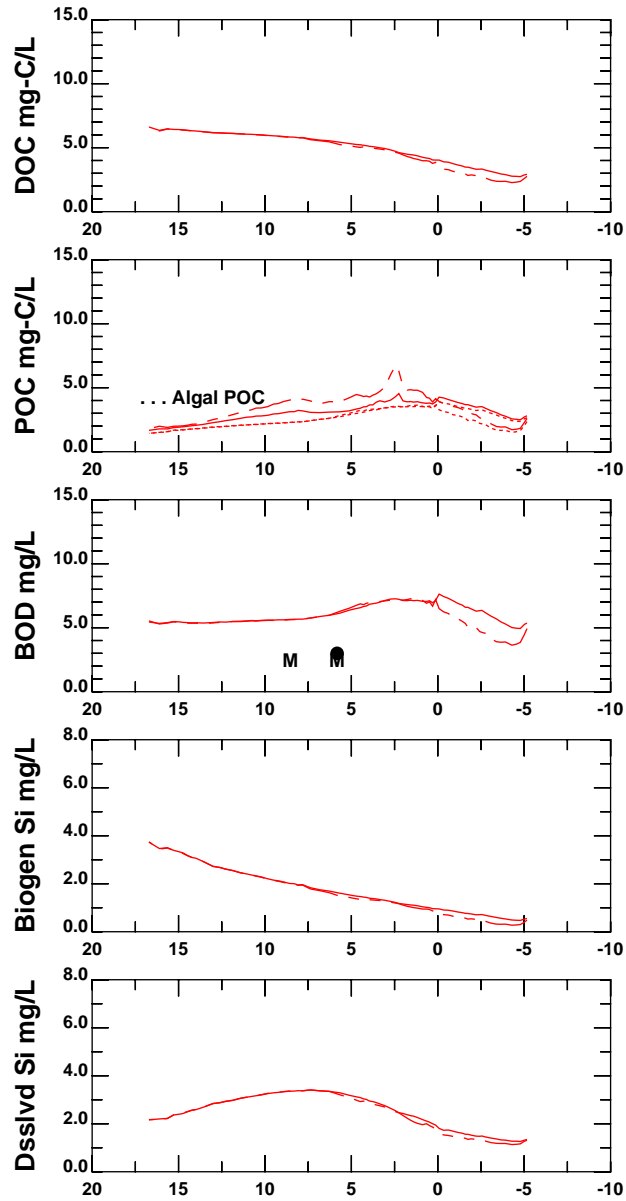 DOC mg-C/L
15.0
10.0
5.0
0.0
20 15 10 5 0 -5 -10
POC mg-C/L
15.0
10.0
5.0
0.0
. . . Algal POC
20 15 10 5 0 -5 -10
BOD mg/L
15.0
10.0
5.0
0.0
M M
20 15 10 5 0 -5 -10
Biogen Si mg/L
8.0
6.0
4.0
2.0
0.0
20 15 10 5 0 -5 -10
Dsslvd Si mg/L
8.0
6.0
4.0
2.0
0.0
20 15 10 5 0 -5 -10